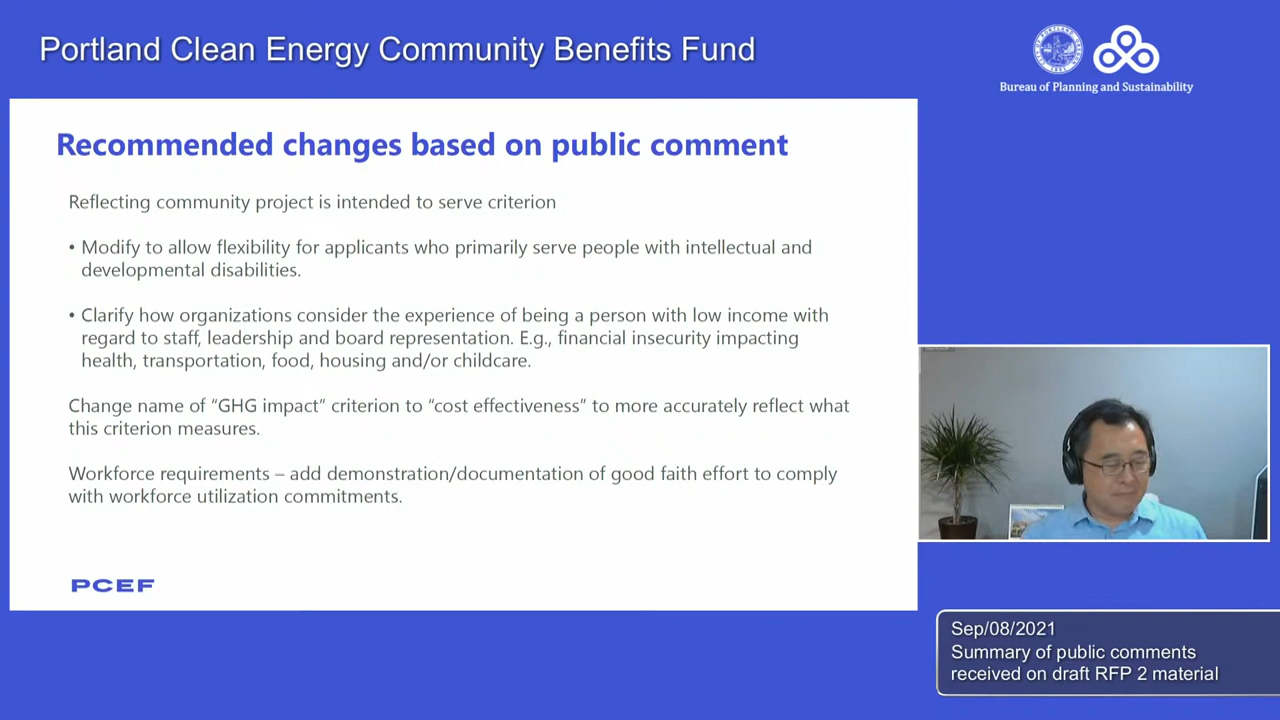 Portland Clean Energy Community Benefits Fund
Bureau of Planning and Sustainability
Recommended changes based on public comment
Reflecting community project is intended to serve criterion
• Modify to allow flexibility for applicants who primarily serve people with intellectual and
developmental disabilities.
• Clarify how organizations consider the experience of being a person with low income with
regard to staff, leadership and board representation. E.g., financial insecurity impacting
health, transportation, food, housing and/or childcare.
Change name of “GHG impact” criterion to “cost effectiveness” to more accurately reflect what
this criterion measures.
Workforce requirements – add demonstration/documentation of good faith effort to comply
with workforce utilization commitments.
PCEF
Sep/08/2021
Summary of public comments
received on draft RFP 2 material